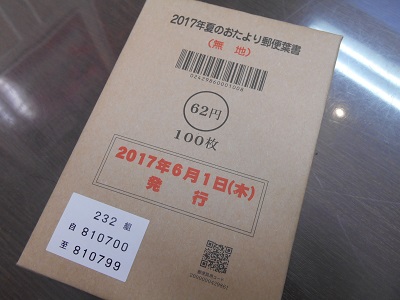 2017年夏のおたより郵便葉書
(無地)
62円
100枚
2017年6月1日(木)
発行
232 組
自 810700
至 810799